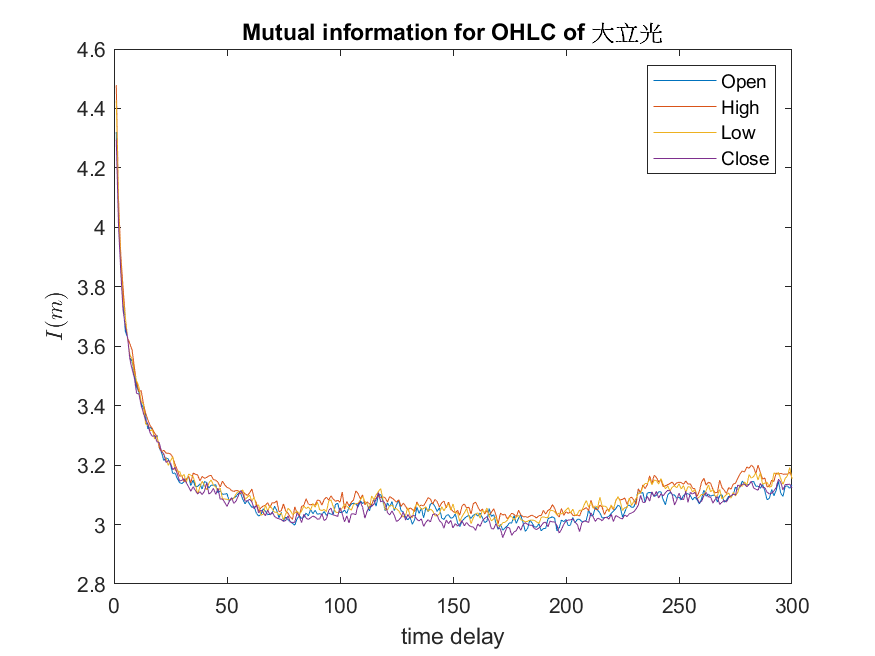 Mutual information for OHLC of 大立光
4.6
4.4
4.2
4
3.8
3.6
3.4
3.2
3
2.8
I(m)
Open
High
Low
Close
0 50 100 150 200 250 300
time delay